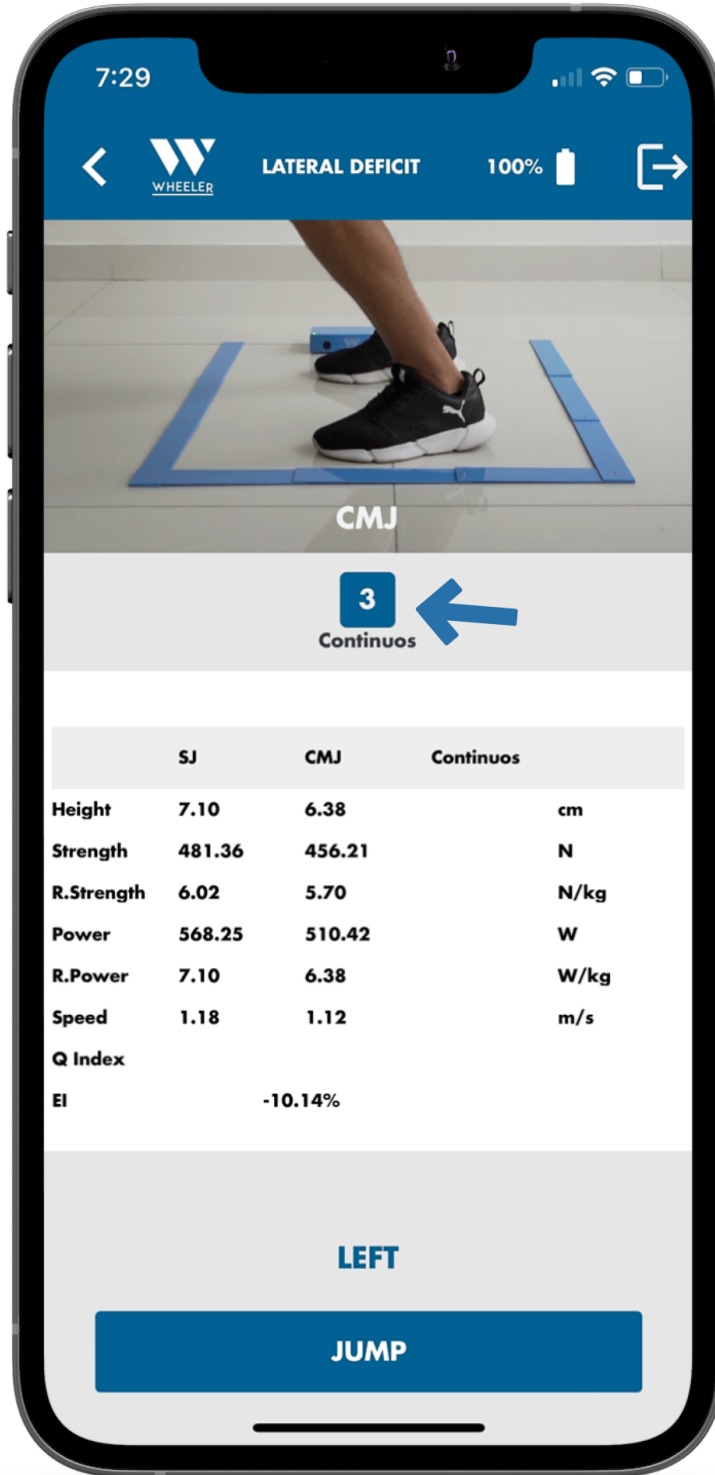 7:29
WHEELER
LATERAL DEFICIT 100%
CMJ
3
Continuos
SJ CMJ Continuos
Height 7.10 6.38 cm
Strength 481.36 456.21 N
R.Strength 6.02 5.70 N/kg
Power 568.25 510.42 W
R.Power 7.10 6.38 W/kg
Speed 1.18 1.12 m/s
Q Index
EI -10.14%
LEFT
JUMP